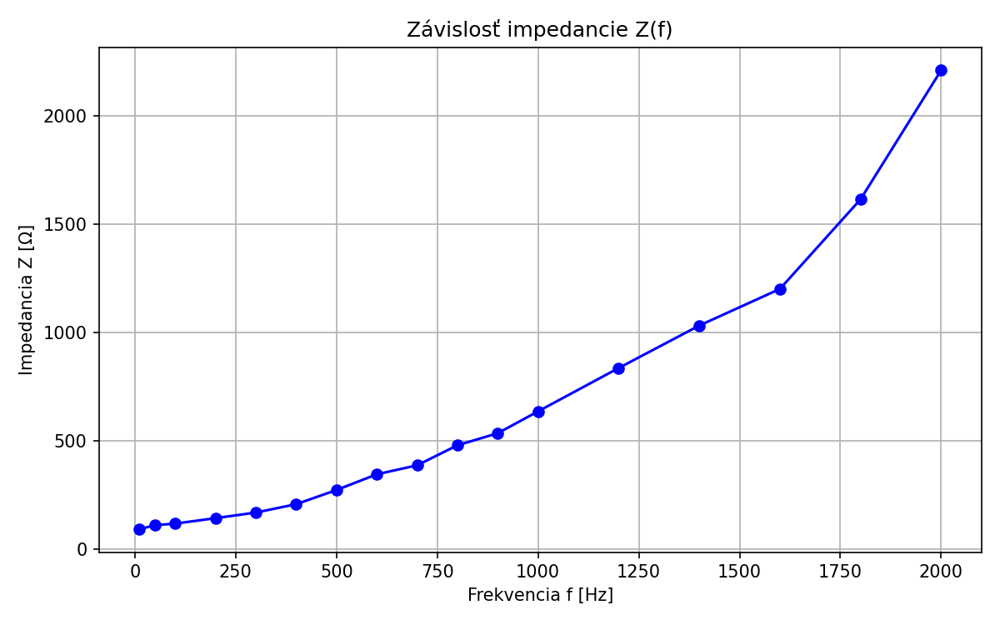 Závislosť impedancie Z(f)
Impedancia Z [Ω]
2000
1500
1000
500
0
0 250 500 750 1000 1250 1500 1750 2000
Frekvencia f [Hz]